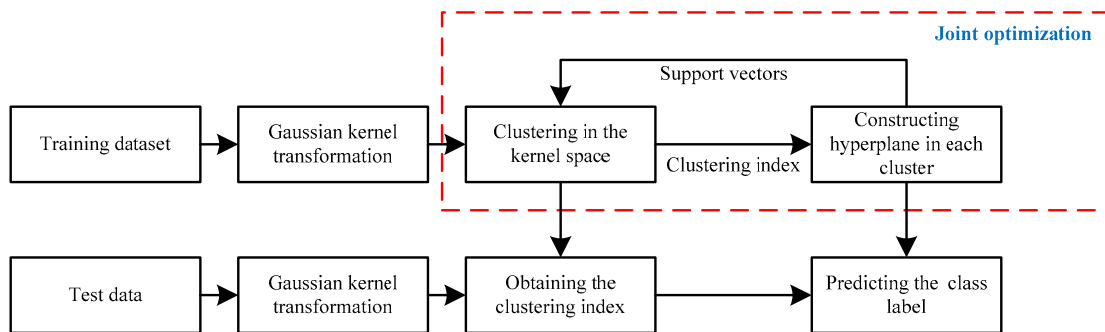 Joint optimization
Support vectors
Training dataset
Gaussian kernel
transformation
Clustering in the
kernel space
Clustering index
Constructing
hyperplane in each
cluster
Test data
Gaussian kernel
transformation
Obtaining the
clustering index
Predicting the class
label